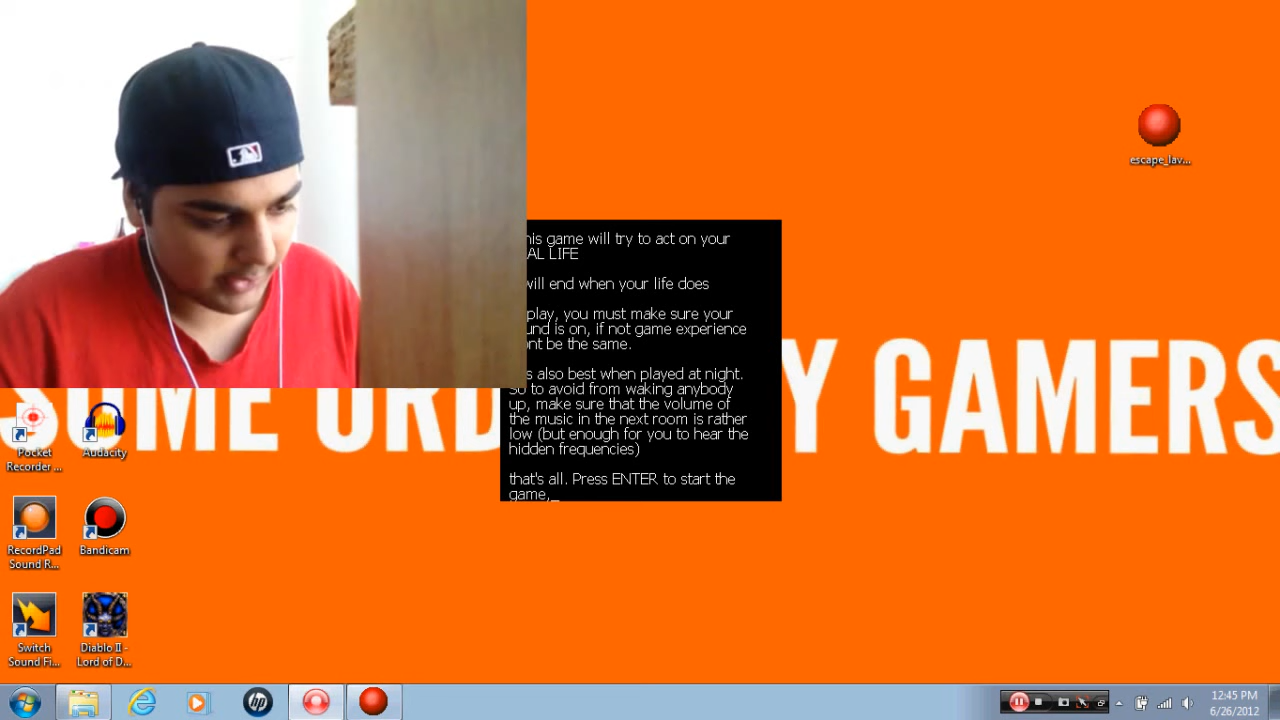 escape_lav...
his game will try to act on your
AL LIFE
will end when your life does
play, you must make sure your
und is on, if not game experience
ont be the same.
s also best when played at night.
so to avoid from waking anybody
up, make sure that the volume of
the music in the next room is rather
low (but enough for you to hear the
hidden frequencies)
that's all. Press ENTER to start the
game,_
SOME ORD Y GAMERS
Pocket
Recorder ...
Audacity
RecordPad
Sound R...
Bandicam
Switch
Sound Fi...
Diablo II -
Lord of D...
hp
12:45 PM
6/26/2012